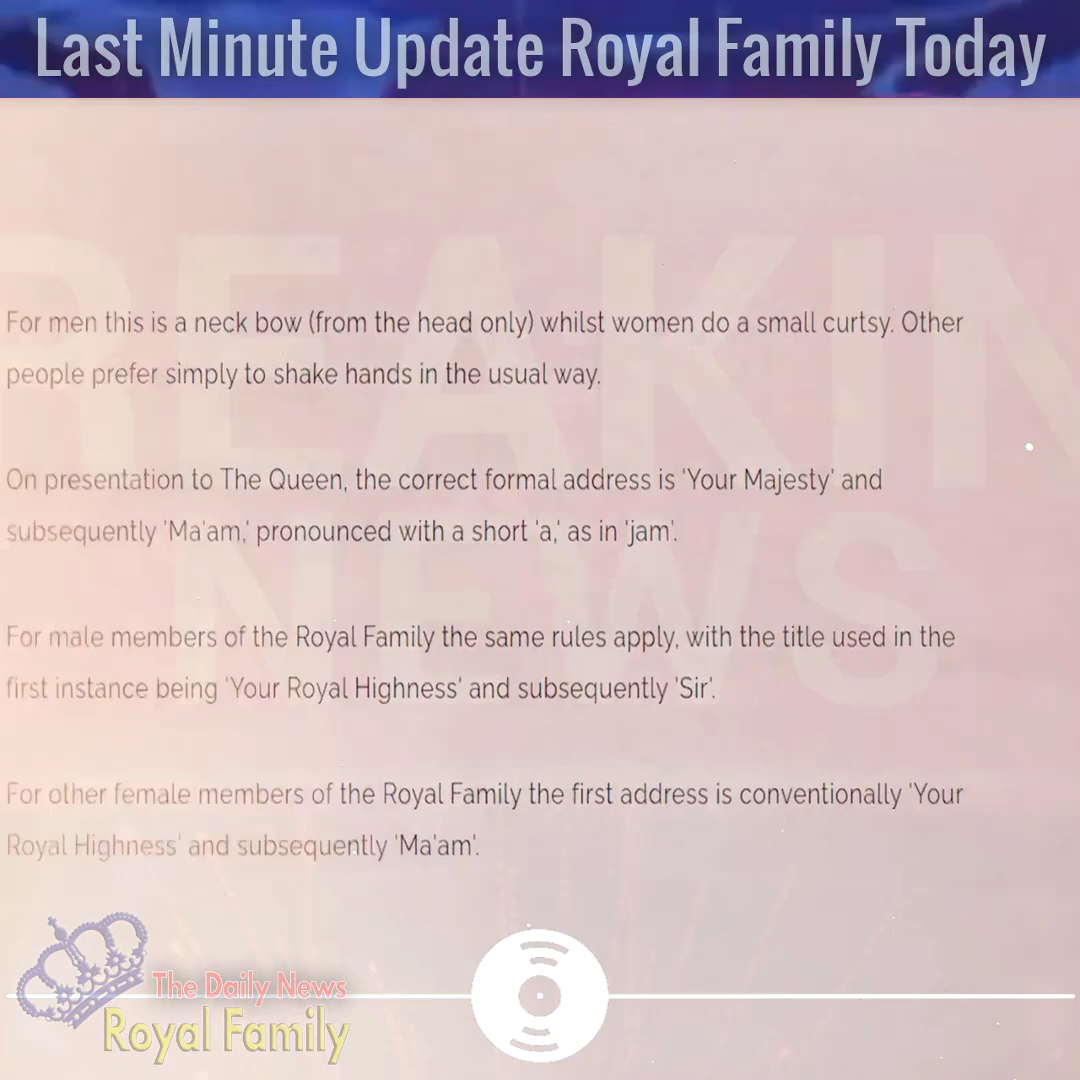 Last Minute Update Royal Family Today
REAKIN
NEWS
For men this is a neck bow (from the head only) whilst women do a small curtsy. Other
people prefer simply to shake hands in the usual way.
On presentation to The Queen, the correct formal address is 'Your Majesty' and
subsequently 'Ma'am,' pronounced with a short 'a,' as in 'jam'.
For male members of the Royal Family the same rules apply, with the title used in the
first instance being 'Your Royal Highness' and subsequently 'Sir'.
For other female members of the Royal Family the first address is conventionally 'Your
Royal Highness' and subsequently 'Ma'am'.
The Daily News
Royal Family